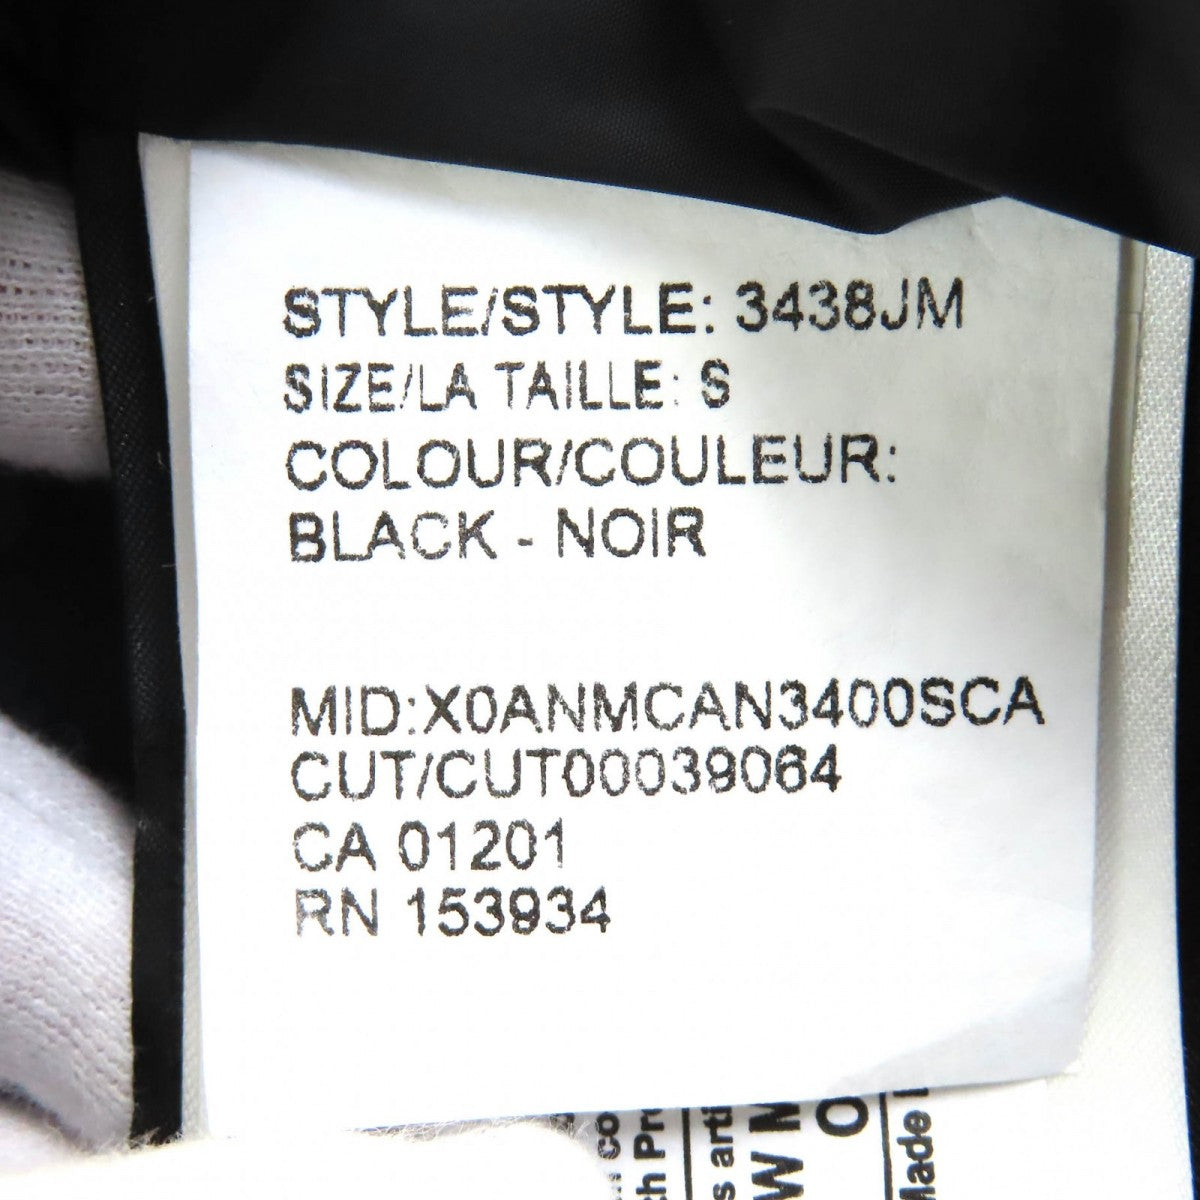 STYLE/STYLE: 3438JM
SIZE/LA TAILLE: S
COLOUR/COULEUR:
BLACK - NOIR
MID:X0ANMCAN3400SCA
CUT/CUT00039064
CA 01201
RN 153934